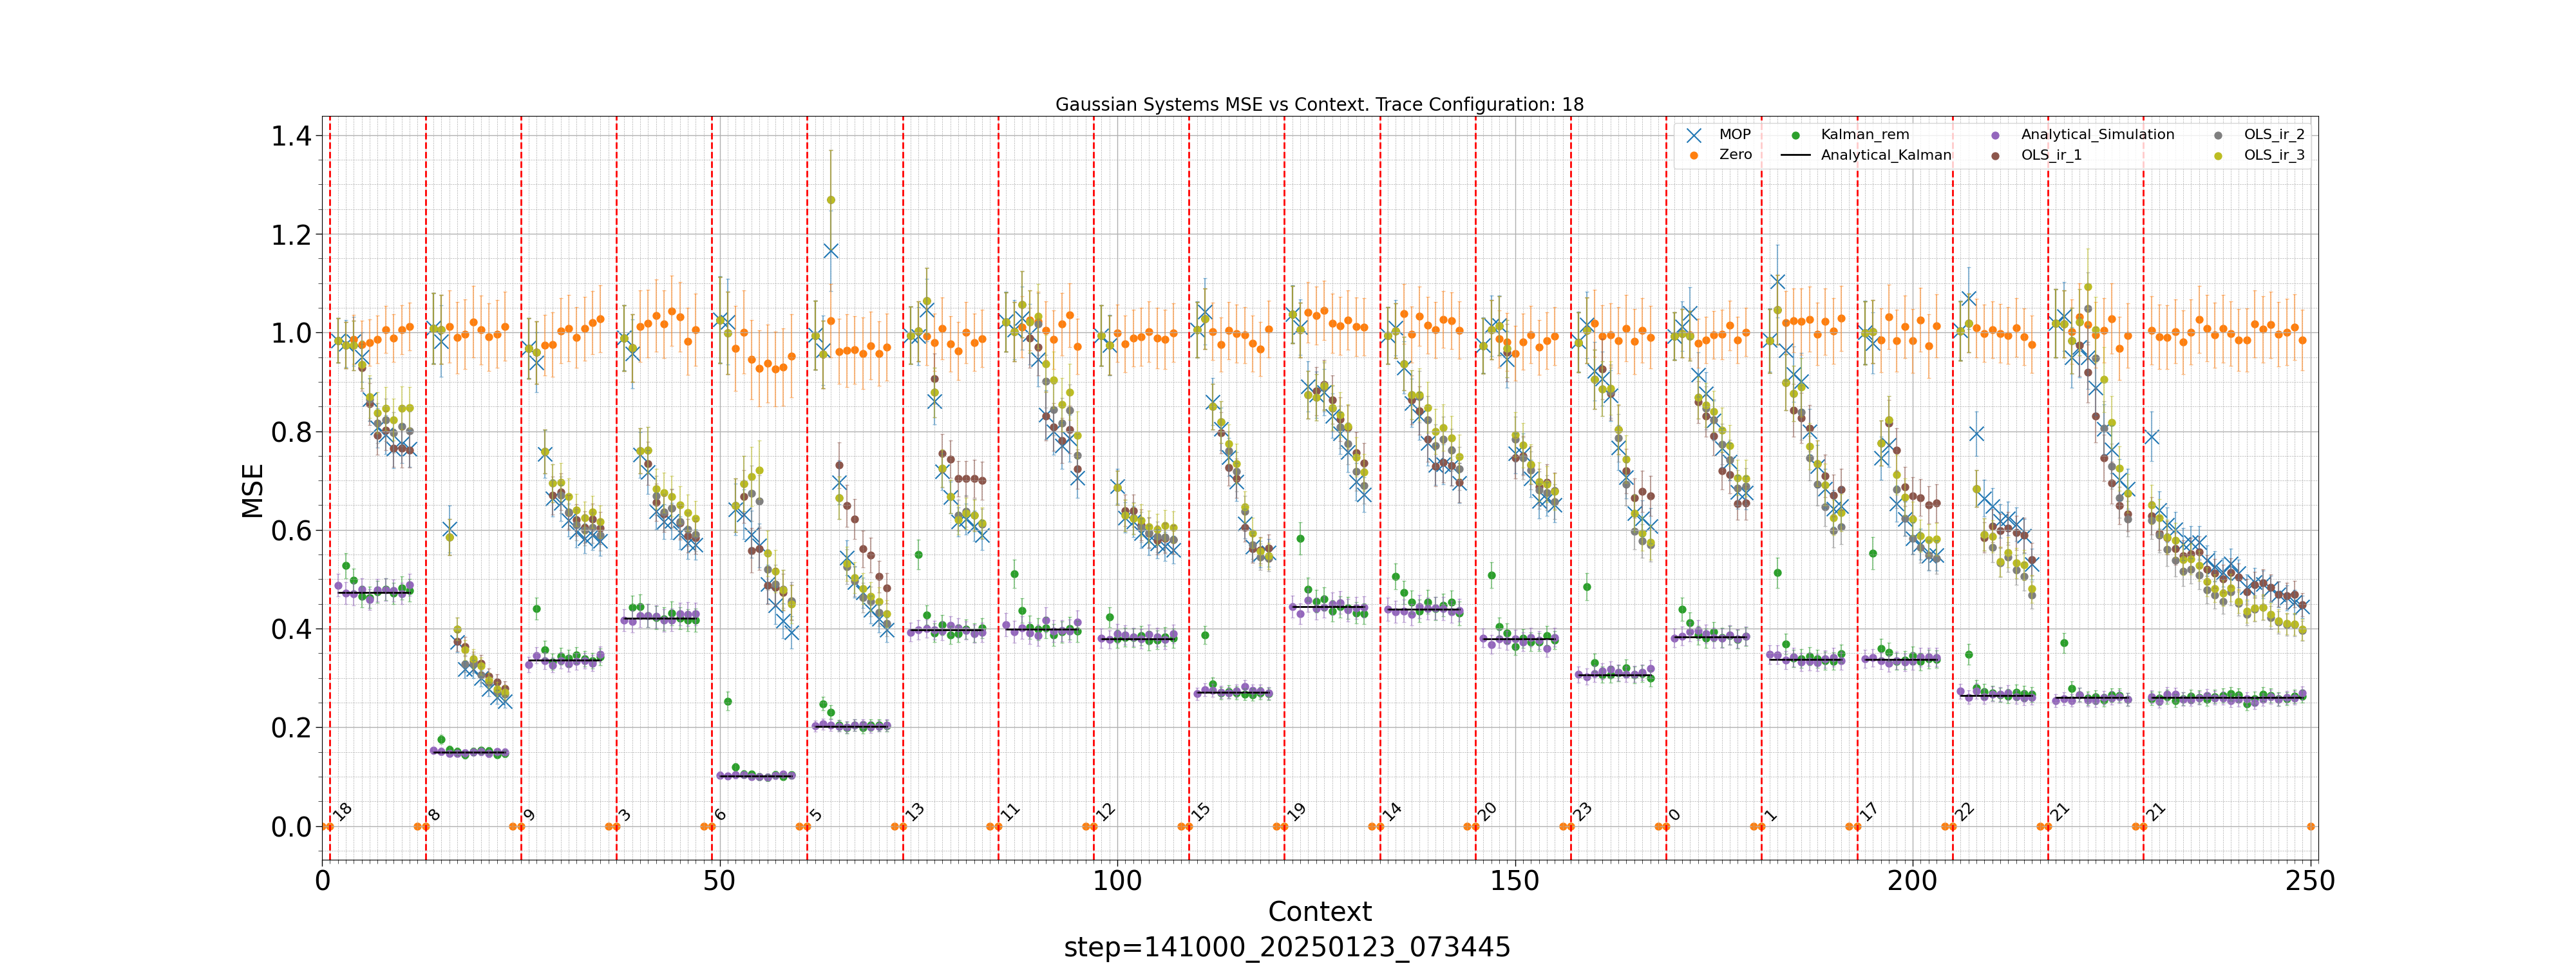 Gaussian Systems MSE vs Context. Trace Configuration: 18
MOP
Zero
Kalman_rem
Analytical_Kalman
Analytical_Simulation
OLS_ir_1
OLS_ir_2
OLS_ir_3
MSE
1.4
1.2
1.0
0.8
0.6
0.4
0.2
0.0
18 8 9 3 6 5 13 11 12 15 19 14 20 23 0 1 17 22 21 21
0 50 100 150 200 250
Context
step=141000_20250123_073445